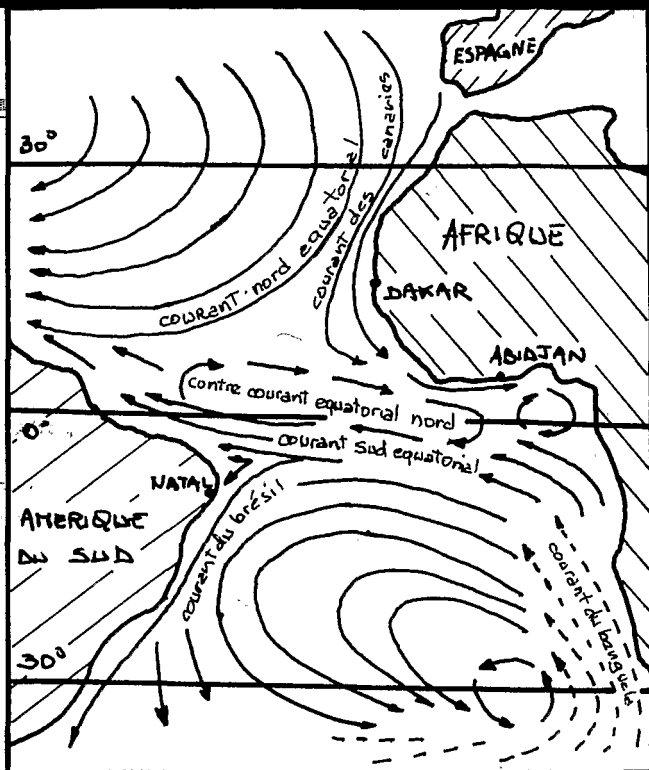 ESPAGNE
30°
courant des canaries
courant-nord equatorial
AFRIQUE
DAKAR
ABIDJAN
contre courant equatorial nord
0°
courant sud equatorial
NATAL
courant du brésil
AMERIQUE
DU SUD
courant du banguela
30°